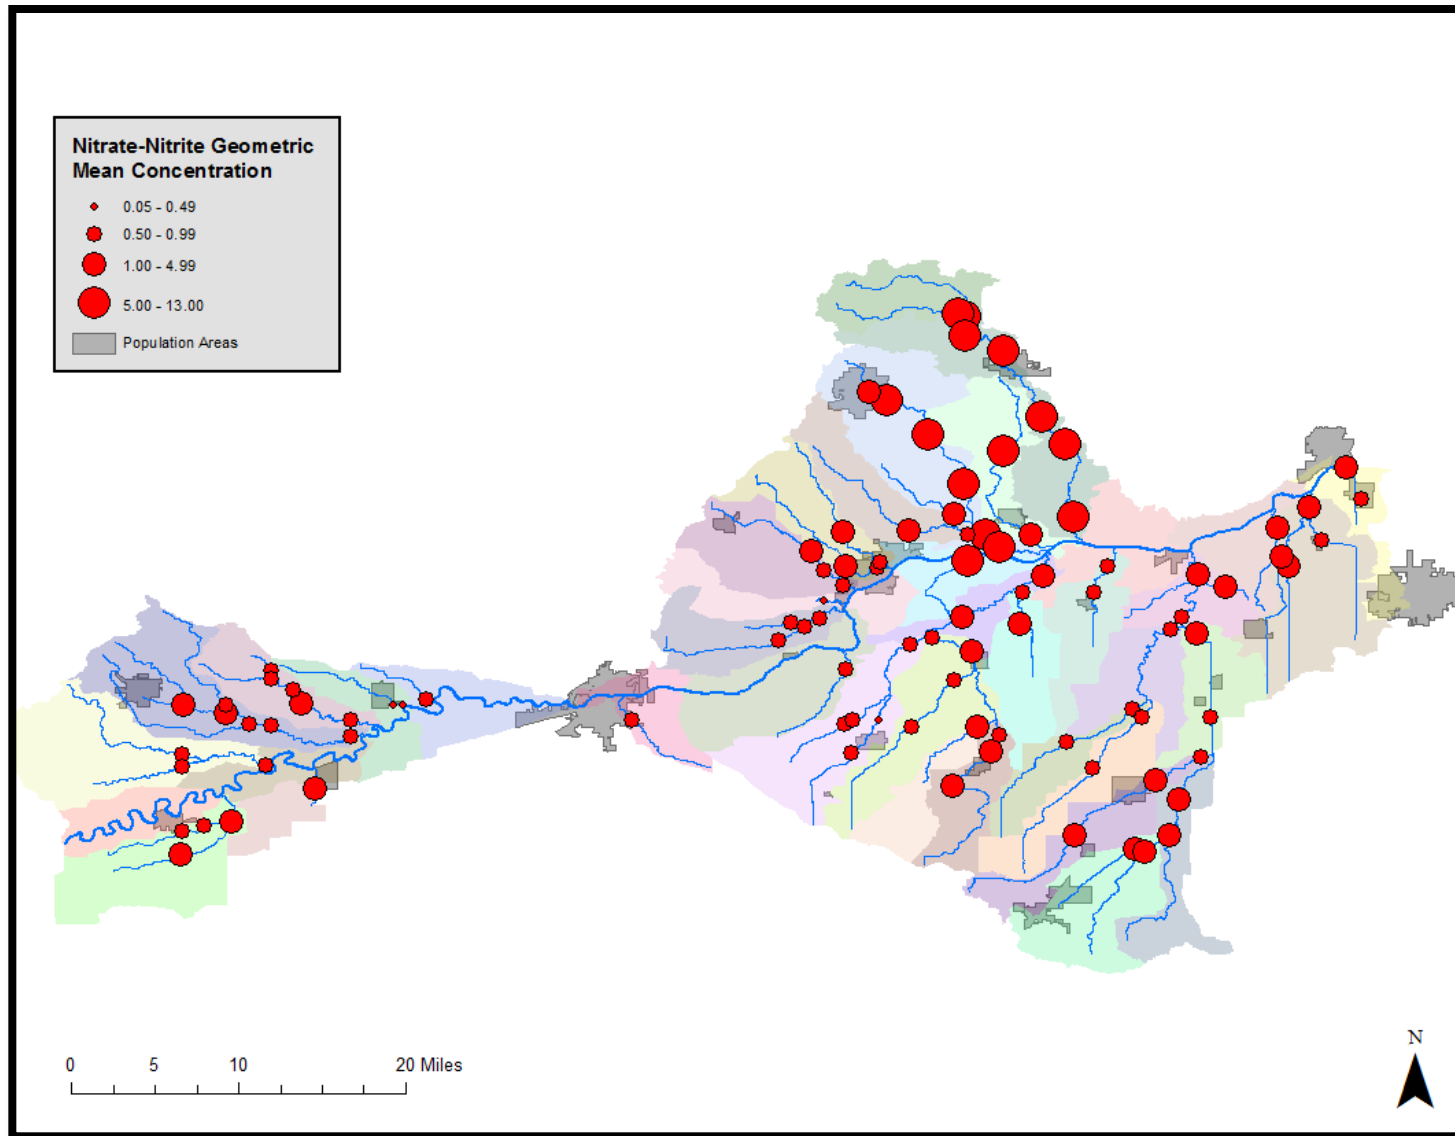 Nitrate-Nitrite Geometric
Mean Concentration
0.05 - 0.49
0.50 - 0.99
1.00 - 4.99
5.00 - 13.00
Population Areas
0 5 10 20 Miles
N